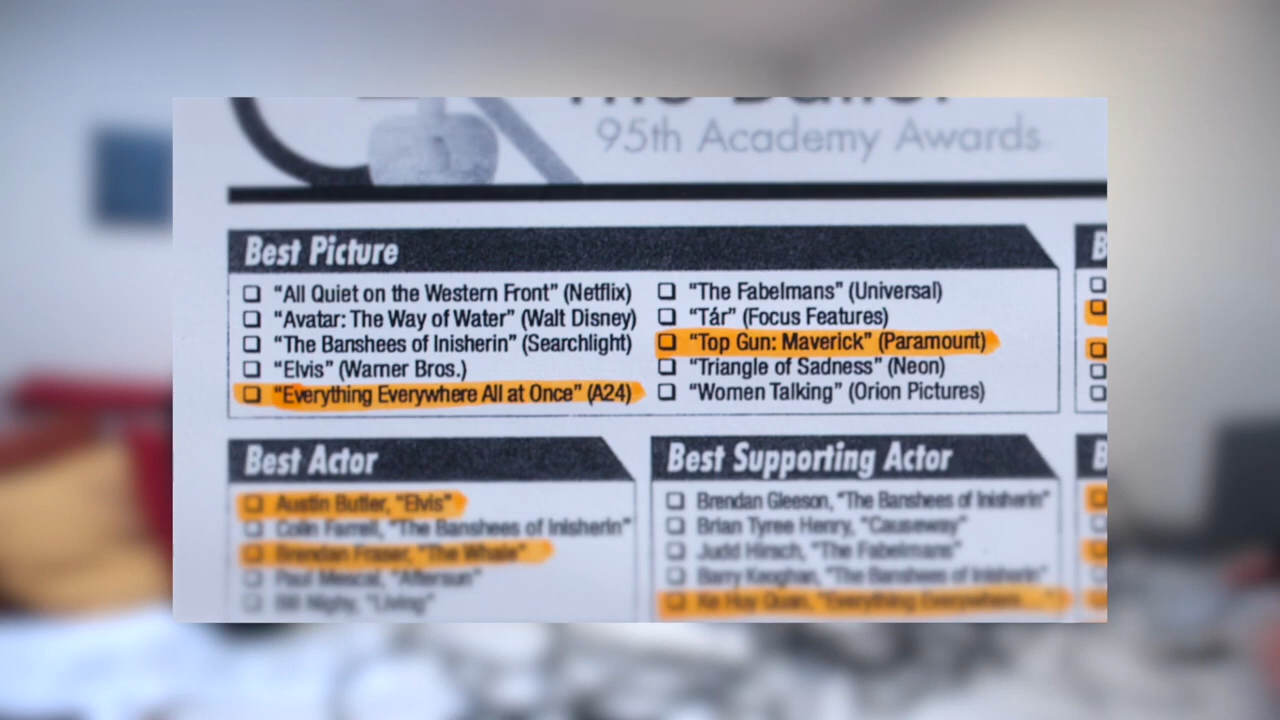 The Ballot
95th Academy Awards
Best Picture
❏ “All Quiet on the Western Front” (Netflix)
❏ “Avatar: The Way of Water” (Walt Disney)
❏ “The Banshees of Inisherin” (Searchlight)
❏ “Elvis” (Warner Bros.)
❏ “Everything Everywhere All at Once” (A24)
❏ “The Fabelmans” (Universal)
❏ “Tár” (Focus Features)
❏ “Top Gun: Maverick” (Paramount)
❏ “Triangle of Sadness” (Neon)
❏ “Women Talking” (Orion Pictures)
Best Actor
❏ Austin Butler, “Elvis”
❏ Colin Farrell, “The Banshees of Inisherin”
❏ Brendan Fraser, “The Whale”
❏ Paul Mescal, “Aftersun”
❏ Bill Nighy, “Living”
Best Supporting Actor
❏ Brendan Gleeson, “The Banshees of Inisherin”
❏ Brian Tyree Henry, “Causeway”
❏ Judd Hirsch, “The Fabelmans”
❏ Barry Keoghan, “The Banshees of Inisherin”
❏ Ke Huy Quan, “Everything Everywhere...”